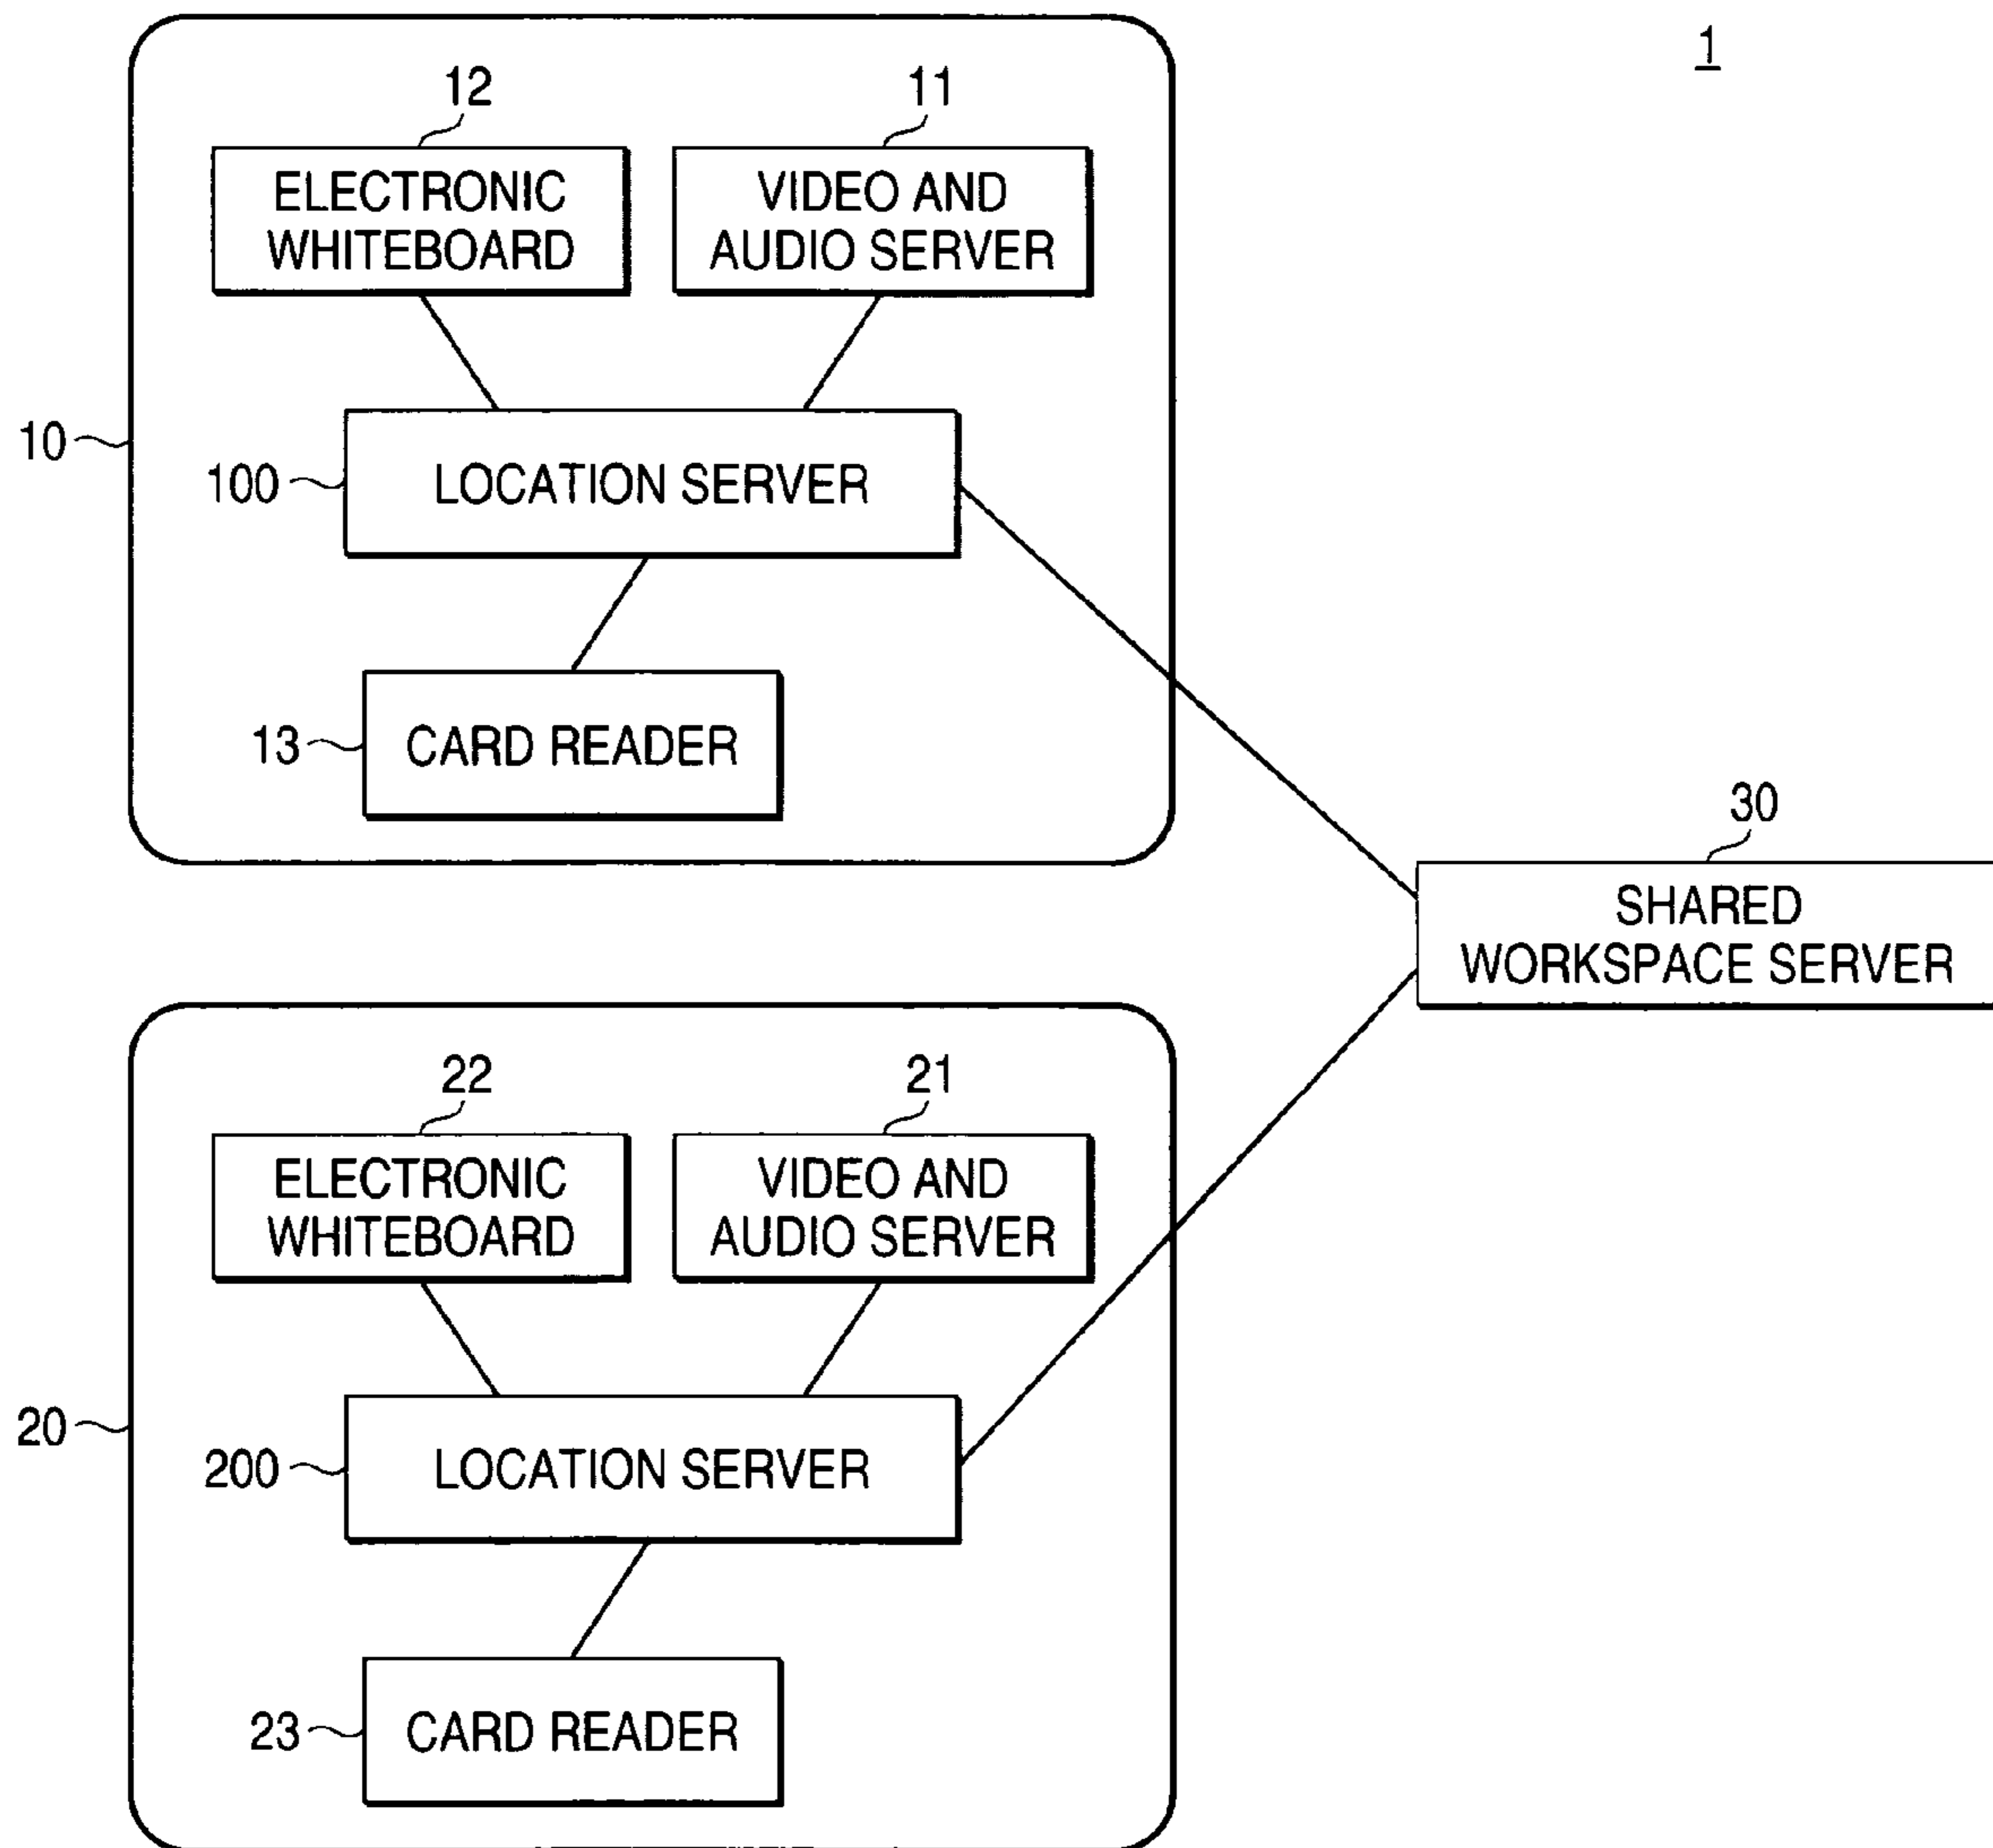 1
12
11
ELECTRONIC
WHITEBOARD
VIDEO AND
AUDIO SERVER
10
100
LOCATION SERVER
13
CARD READER
30
SHARED
WORKSPACE SERVER
22
21
ELECTRONIC
WHITEBOARD
VIDEO AND
AUDIO SERVER
20
200
LOCATION SERVER
23
CARD READER